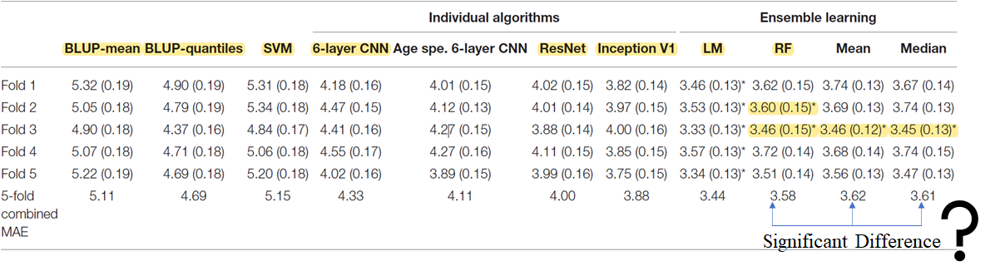 Individual algorithms Ensemble learning
BLUP-mean BLUP-quantiles SVM 6-layer CNN Age spe. 6-layer CNN ResNet Inception V1 LM RF Mean Median
Fold 1 5.32 (0.19) 4.90 (0.19) 5.31 (0.18) 4.18 (0.16) 4.01 (0.15) 4.02 (0.15) 3.82 (0.14) 3.46 (0.13)* 3.62 (0.15) 3.74 (0.13) 3.67 (0.14)
Fold 2 5.05 (0.18) 4.79 (0.19) 5.34 (0.18) 4.47 (0.15) 4.12 (0.13) 4.01 (0.14) 3.97 (0.15) 3.53 (0.13)* 3.60 (0.15)* 3.69 (0.13) 3.74 (0.13)
Fold 3 4.90 (0.18) 4.37 (0.16) 4.84 (0.17) 4.41 (0.16) 4.27 (0.15) 3.88 (0.14) 4.00 (0.16) 3.33 (0.13)* 3.46 (0.15)* 3.46 (0.12)* 3.45 (0.13)*
Fold 4 5.07 (0.18) 4.71 (0.18) 5.06 (0.18) 4.55 (0.17) 4.27 (0.16) 4.11 (0.15) 3.85 (0.15) 3.57 (0.13)* 3.72 (0.14) 3.68 (0.14) 3.74 (0.15)
Fold 5 5.22 (0.19) 4.69 (0.18) 5.20 (0.18) 4.02 (0.16) 3.89 (0.15) 3.99 (0.16) 3.75 (0.15) 3.34 (0.13)* 3.51 (0.14) 3.56 (0.13) 3.47 (0.13)
5-fold 5.11 4.69 5.15 4.33 4.11 4.00 3.88 3.44 3.58 3.62 3.61
combined
MAE
Significant Difference ?